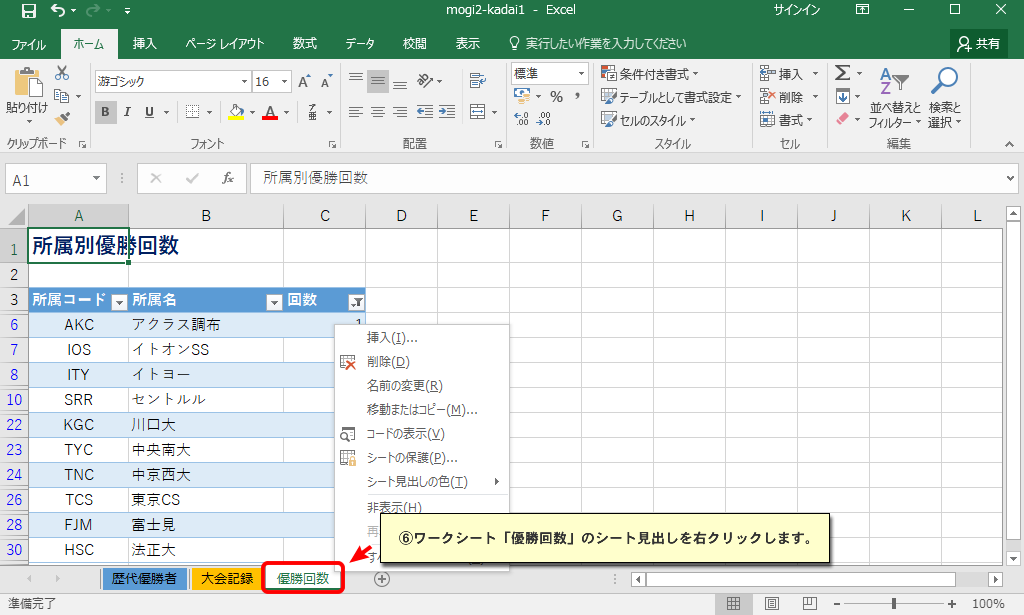 mogi2-kadai1 - Excel
サインイン
ファイル ホーム 挿入 ページ レイアウト 数式 データ 校閲 表示 実行したい作業を入力してください 共有
貼り付け
クリップボード
游ゴシック 16
B I U
フォント
配置
標準
% ,
数値
条件付き書式
テーブルとして書式設定
セルのスタイル
スタイル
挿入
削除
書式
セル
並べ替えと
フィルター
検索と
選択
編集
A1 fx 所属別優勝回数
A B C D E F G H I J K L
1 所属別優勝回数
2
3 所属コード 所属名 回数
6 AKC アクラス調布 1
7 IOS イトオンSS
8 ITY イトヨー
10 SRR セントルル
22 KGC 川口大
23 TYC 中央南大
24 TNC 中京西大
26 TCS 東京CS
28 FJM 富士見
30 HSC 法正大
挿入(I)...
削除(D)
名前の変更(R)
移動またはコピー(M)...
コードの表示(V)
シートの保護(P)...
シート見出しの色(T)
非表示(H)
再
⑥ワークシート「優勝回数」のシート見出しを右クリックします。
歴代優勝者 大会記録 優勝回数
準備完了
100%